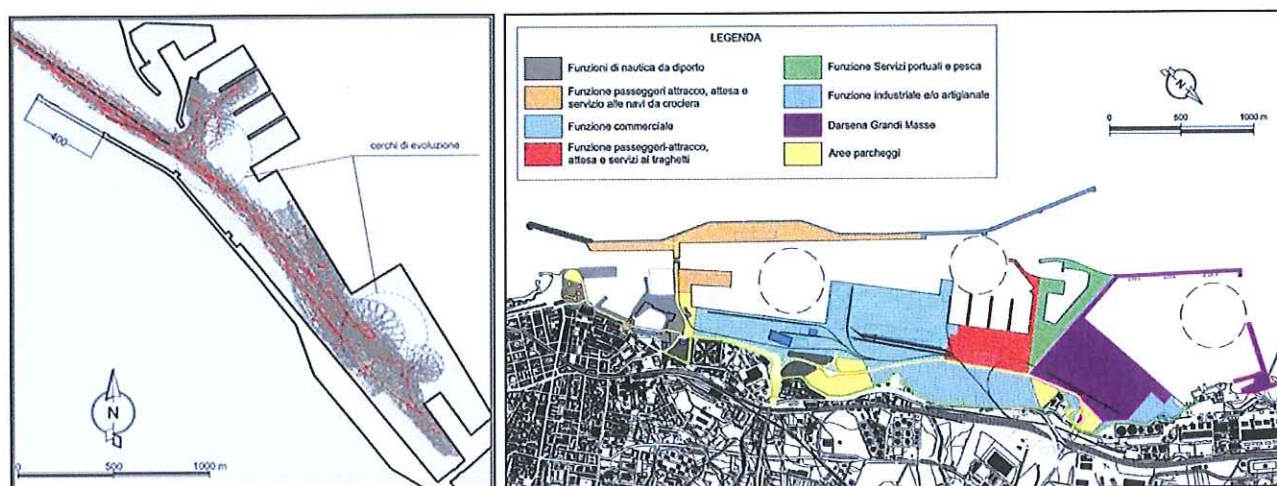 400
cerchi di evoluzione
N
0 500 1000 m
LEGENDA
Funzioni di nautica da diporto
Funzione passeggeri attracco, attesa e
servizio alle navi da crociera
Funzione commerciale
Funzione passeggeri-attracco,
attesa e servizi ai traghetti
Funzione Servizi portuali e pesca
Funzione industriale e/o artigianale
Darsena Grandi Masse
Aree parcheggi
N
0 500 1000 m